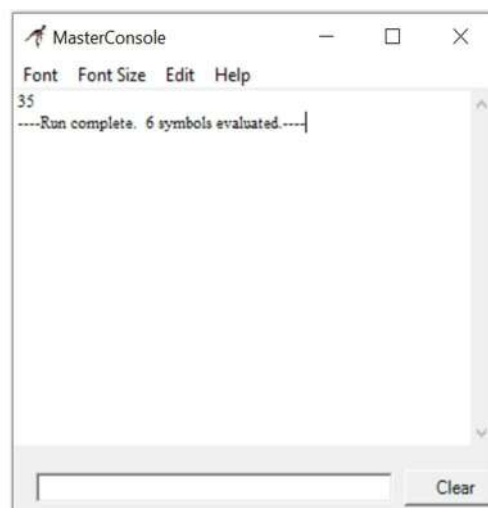 MasterConsole
Font Font Size Edit Help
35
----Run complete.  6 symbols evaluated.----
Clear